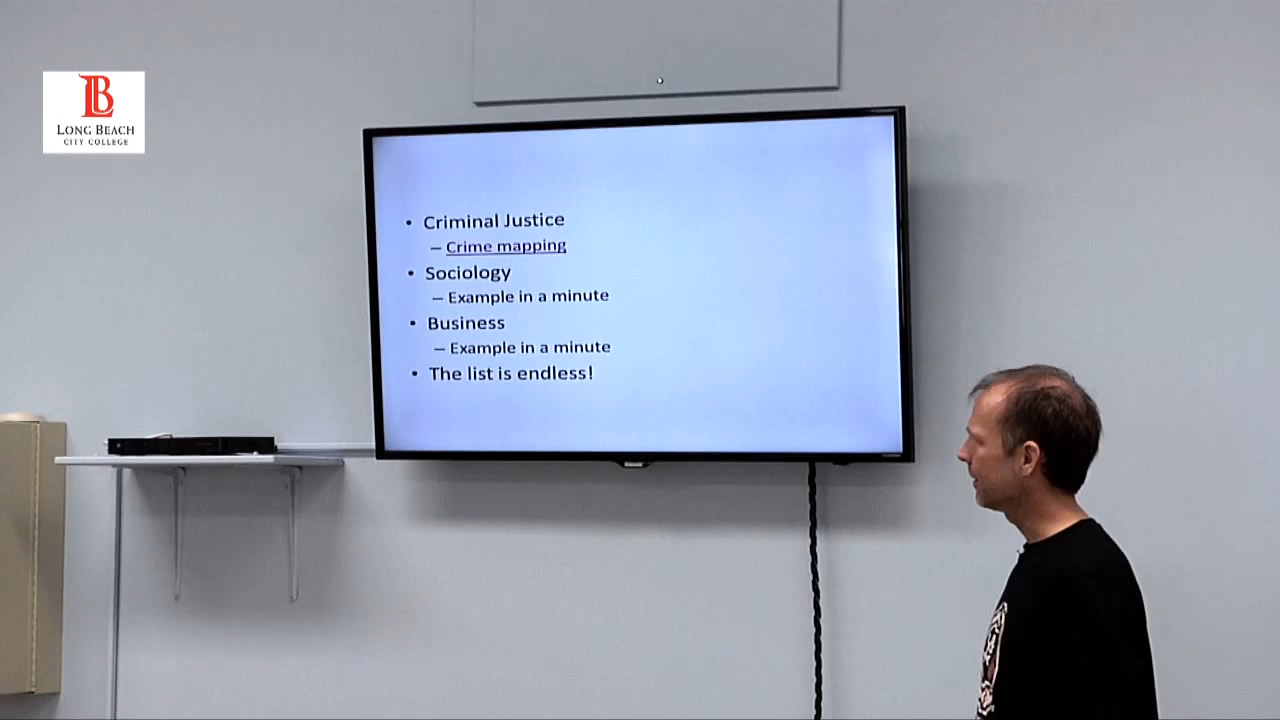 LB
LONG BEACH
CITY COLLEGE
• Criminal Justice
– Crime mapping
• Sociology
– Example in a minute
• Business
– Example in a minute
• The list is endless!